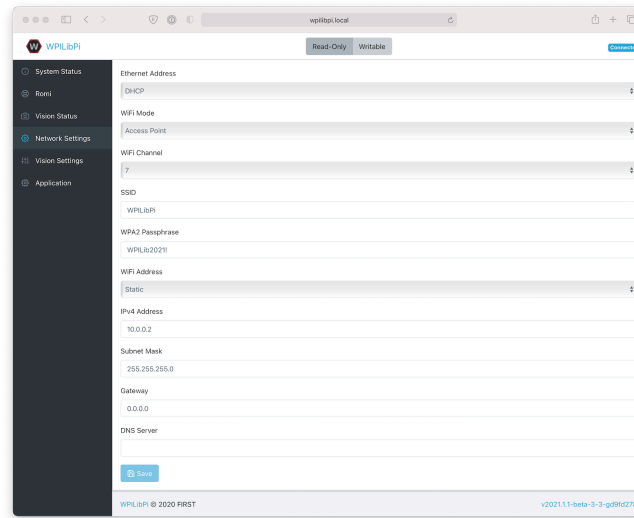 wpilibpi.local
W WPILibPi
Read-Only Writable
System Status
Romi
Vision Status
Network Settings
Vision Settings
Application
Ethernet Address
DHCP
WiFi Mode
Access Point
WiFi Channel
7
SSID
WPILibPi
WPA2 Passphrase
WPILib2021!
WiFi Address
Static
IPv4 Address
10.0.0.2
Subnet Mask
255.255.255.0
Gateway
0.0.0.0
DNS Server
Save
WPILibPi © 2020 FIRST